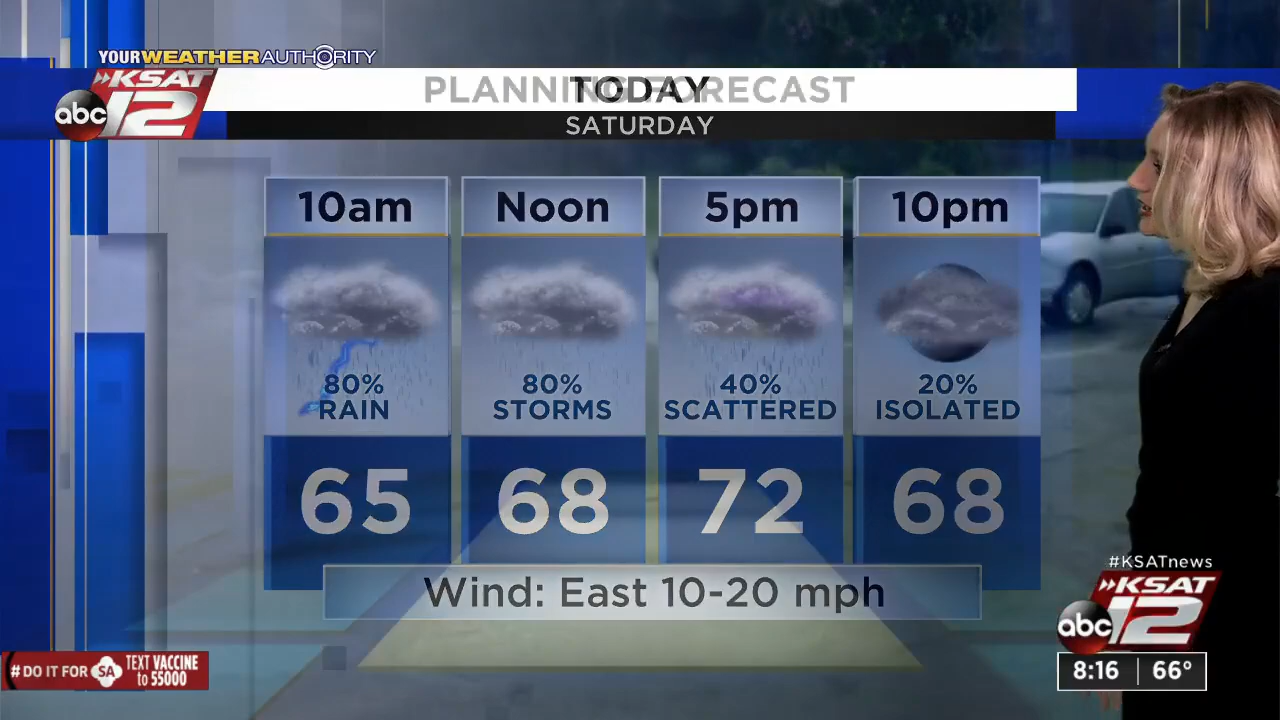 YOURWEATHERAUTHORITY
KSAT
abc 12
PLANNING FORECAST
TODAY
SATURDAY
10am
Noon
5pm
10pm
80%
RAIN
80%
STORMS
40%
SCATTERED
20%
ISOLATED
65
68
72
68
Wind: East 10-20 mph
#KSATnews
KSAT
abc 12
8:16 66°
#DO IT FOR SA TEXT VACCINE
to 55000